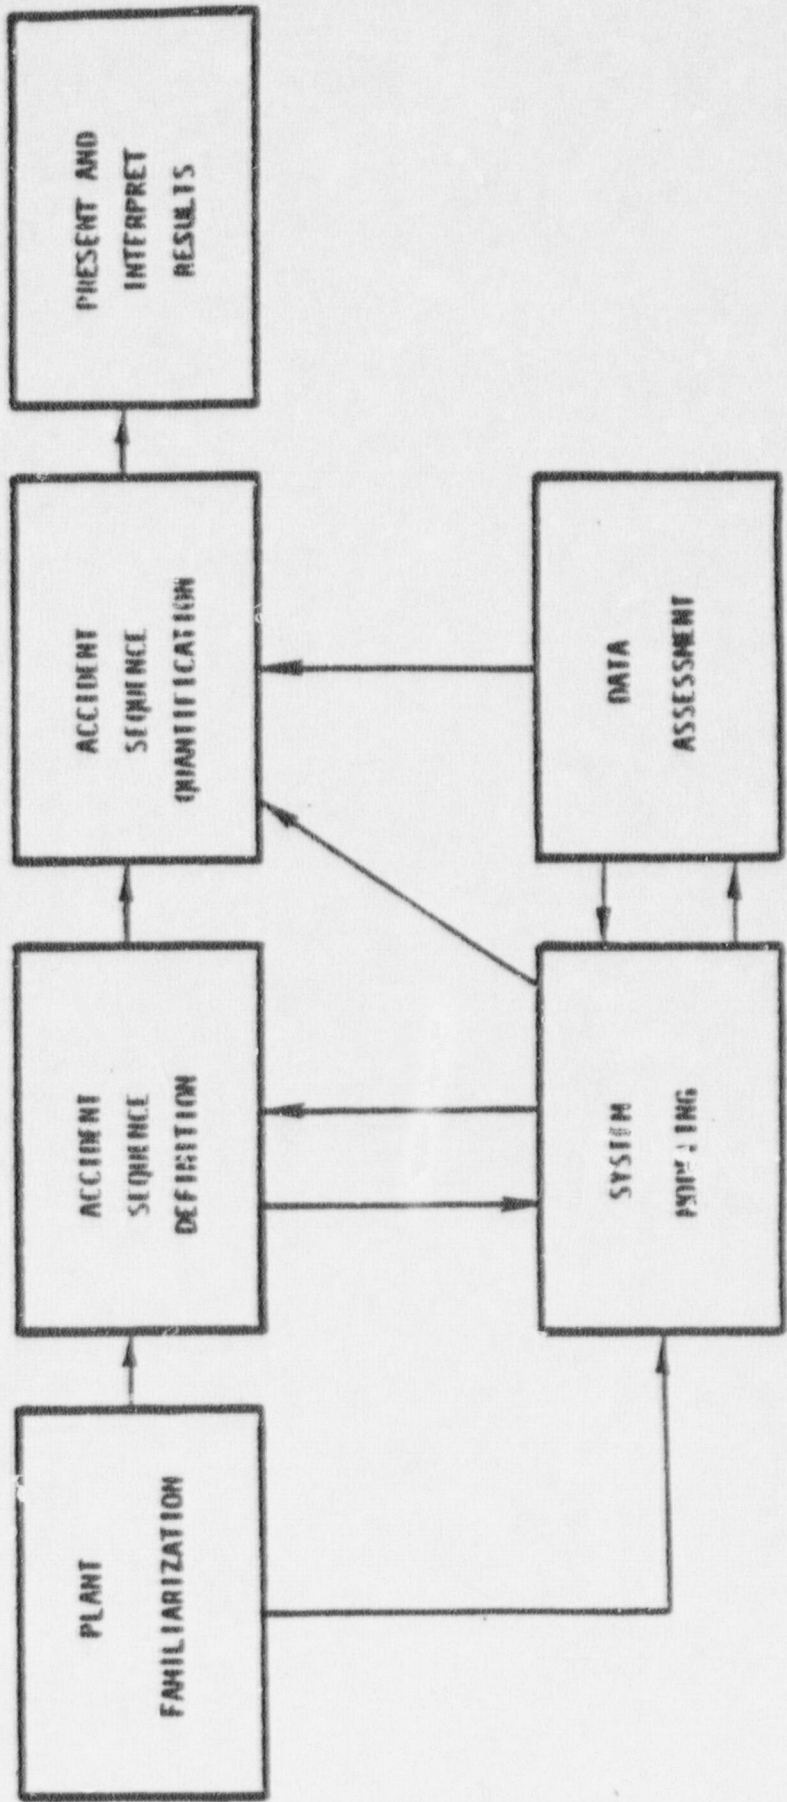 PLANT
FAMILIARIZATION
ACCIDENT
SEQUENCE
DEFINITION
ACCIDENT
SEQUENCE
QUANTIFICATION
PRESENT AND
INTERPRET
RESULTS
SYSTEM
DATA
ASSESSMENT